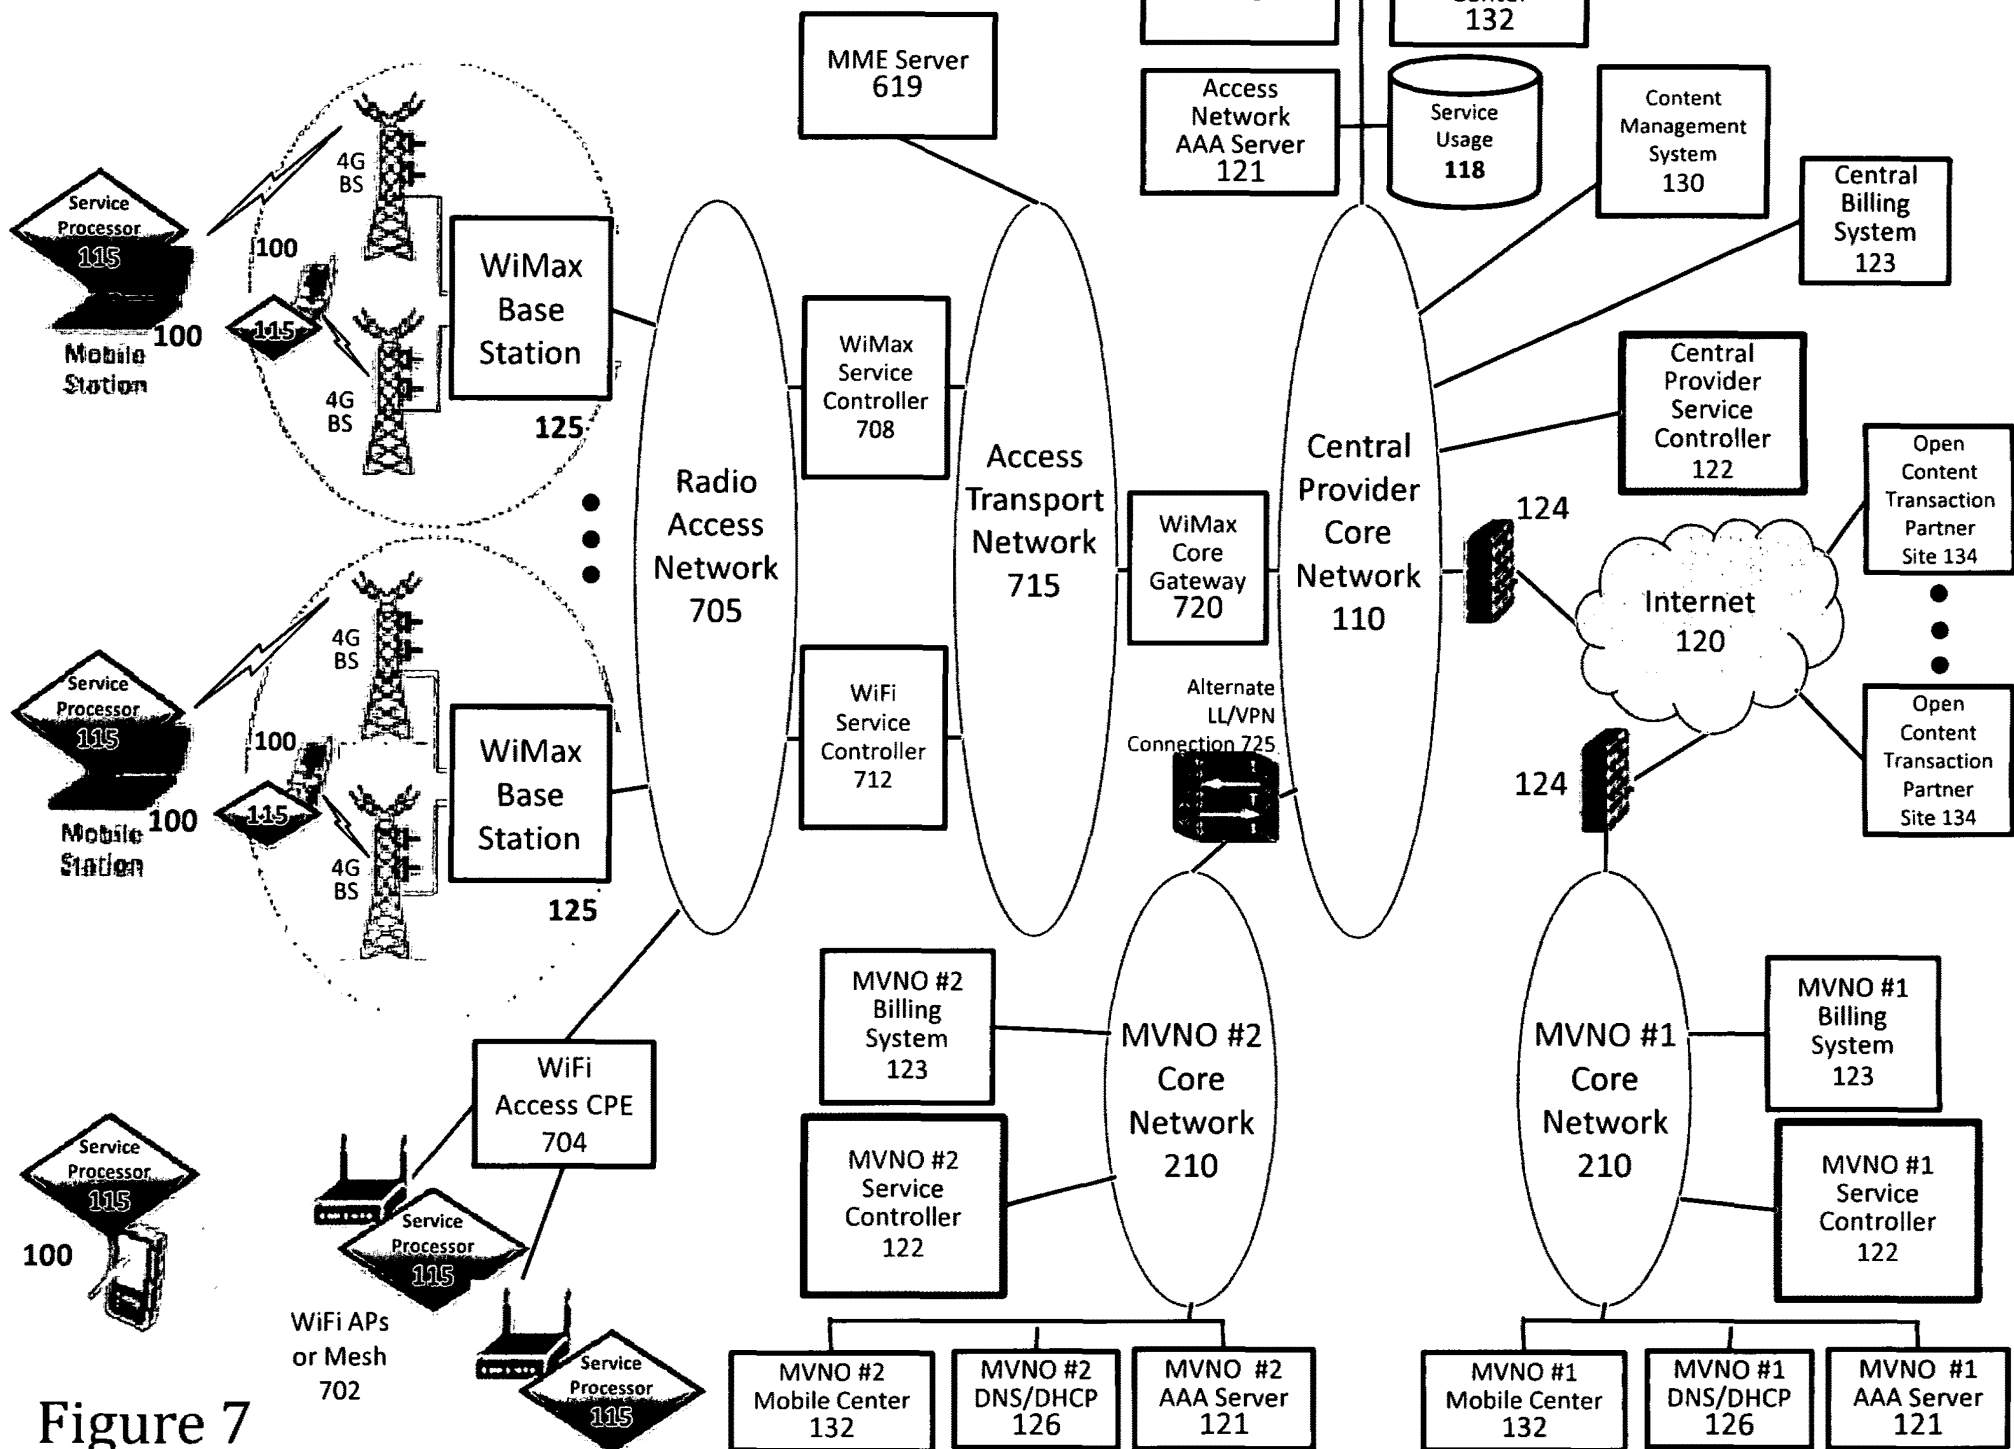 132
MME Server
619
Access
Network
AAA Server
121
Service
Usage
118
Content
Management
System
130
Central
Billing
System
123
4G
BS
Service
Processor
115
100
Mobile
Station
100
115
4G
BS
WiMax
Base
Station
125
WiMax
Service
Controller
708
Central
Provider
Service
Controller
122
Radio
Access
Network
705
Access
Transport
Network
715
WiMax
Core
Gateway
720
Central
Provider
Core
Network
110
124
Internet
120
Open
Content
Transaction
Partner
Site 134
Open
Content
Transaction
Partner
Site 134
4G
BS
Service
Processor
115
100
Mobile
Station
100
115
4G
BS
WiMax
Base
Station
125
WiFi
Service
Controller
712
Alternate
LL/VPN
Connection 725
124
WiFi
Access CPE
704
MVNO #2
Billing
System
123
MVNO #2
Service
Controller
122
MVNO #2
Core
Network
210
MVNO #1
Core
Network
210
MVNO #1
Billing
System
123
MVNO #1
Service
Controller
122
Service
Processor
115
100
Service
Processor
115
WiFi APs
or Mesh
702
Service
Processor
115
MVNO #2
Mobile Center
132
MVNO #2
DNS/DHCP
126
MVNO #2
AAA Server
121
MVNO #1
Mobile Center
132
MVNO #1
DNS/DHCP
126
MVNO #1
AAA Server
121
Figure 7